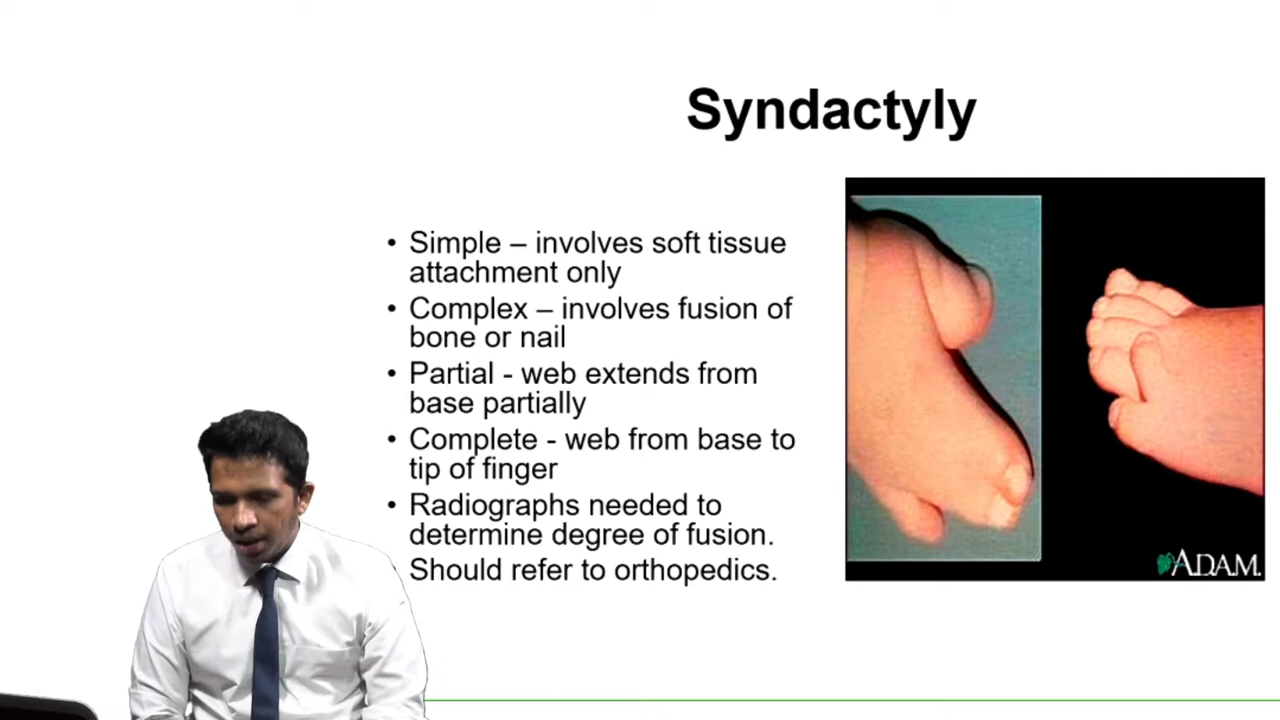 Syndactyly
• Simple – involves soft tissue
attachment only
• Complex – involves fusion of
bone or nail
• Partial - web extends from
base partially
• Complete - web from base to
tip of finger
• Radiographs needed to
determine degree of fusion.
Should refer to orthopedics.
ADAM.